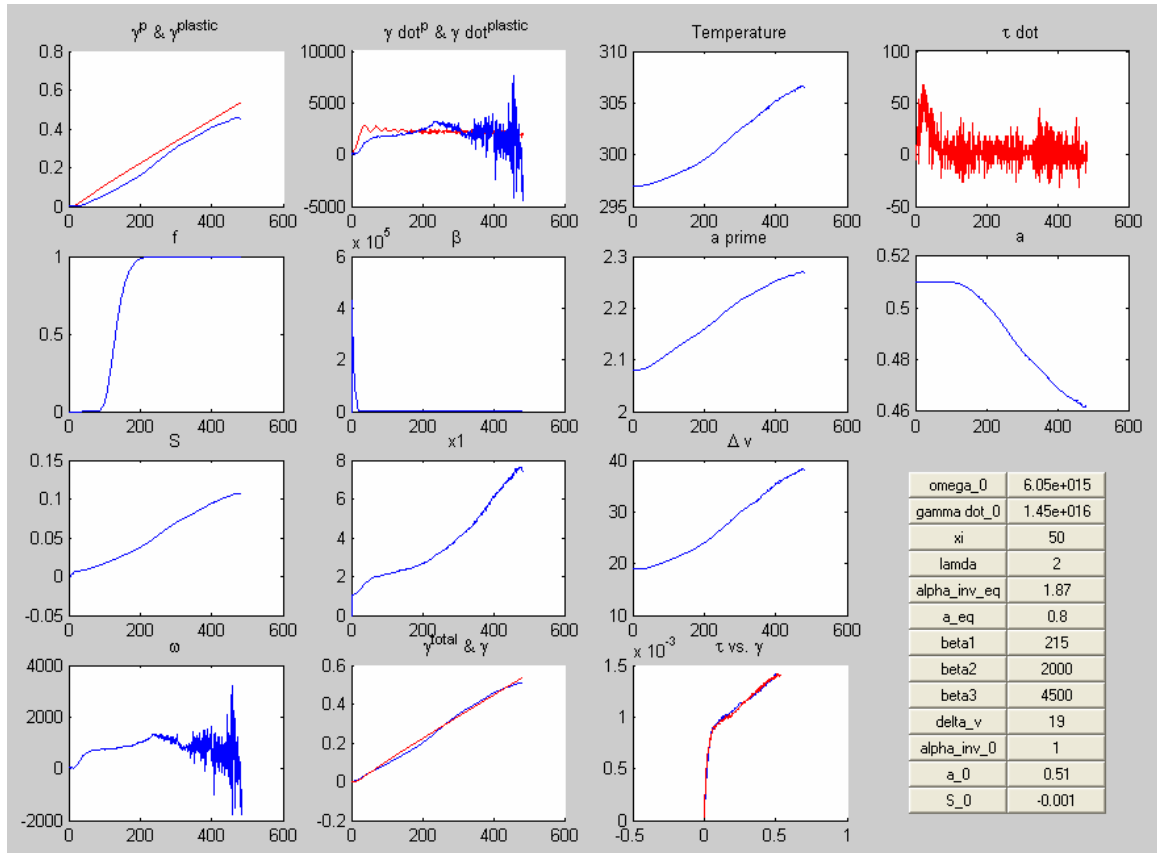 γ^p & γ^plastic
γ dot^p & γ dot^plastic
Temperature
τ dot
0.8
0.6
0.4
0.2
0
0 200 400 600
10000
5000
0
-5000
0 200 400 600
310
305
300
295
0 200 400 600
100
50
0
-50
0 200 400 600
f
x 10^5
β
a prime
a
1
0.5
0
0 200 400 600
6
4
2
0
0 200 400 600
2.3
2.2
2.1
2
0 200 400 600
0.52
0.5
0.48
0.46
0 200 400 600
S
x1
Δ v
0.15
0.1
0.05
0
-0.05
0 200 400 600
8
6
4
2
0
0 200 400 600
40
30
20
10
0 200 400 600
ω
γ^total & γ
x 10^-3
τ vs. γ
4000
2000
0
-2000
0 200 400 600
0.6
0.4
0.2
0
-0.2
0 200 400 600
1.5
1
0.5
0
-0.5 0 0.5 1
omega_0 6.05e+015
gamma dot_0 1.45e+016
xi 50
lamda 2
alpha_inv_eq 1.87
a_eq 0.8
beta1 215
beta2 2000
beta3 4500
delta_v 19
alpha_inv_0 1
a_0 0.51
S_0 -0.001